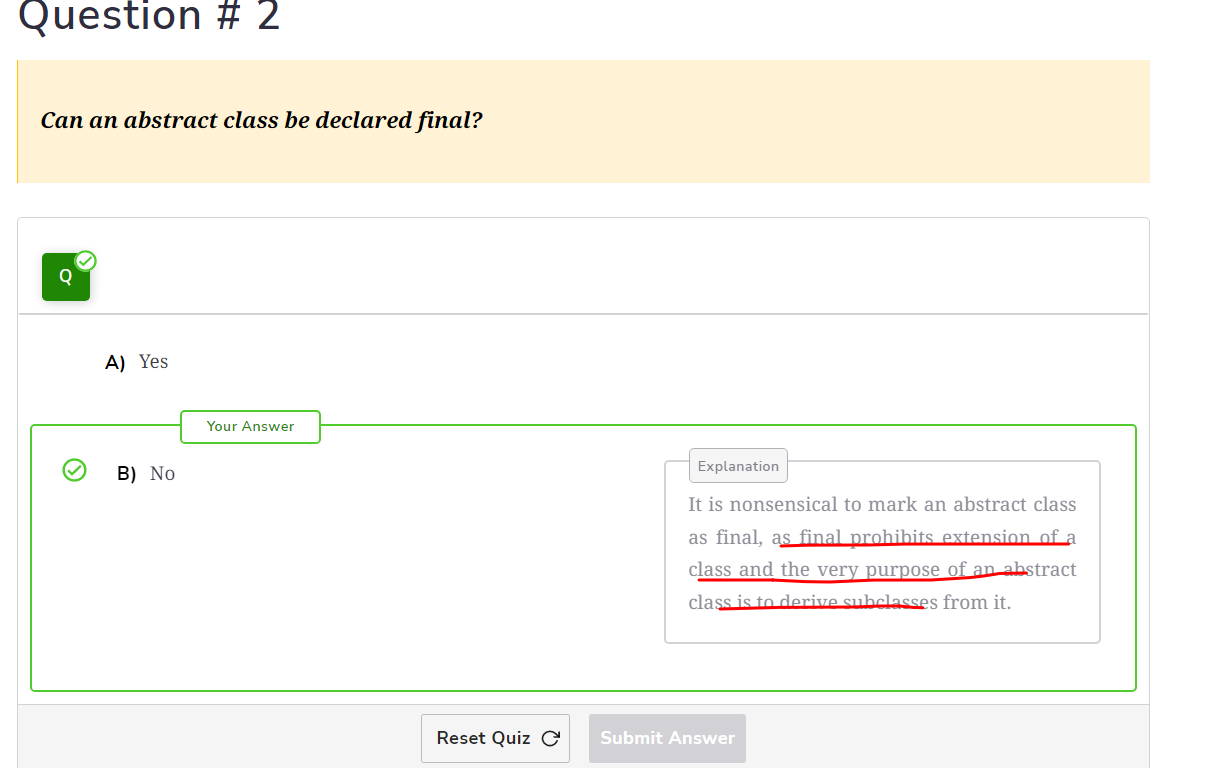 Question # 2
Can an abstract class be declared final?
Q
A) Yes
Your Answer
B) No
Explanation
It is nonsensical to mark an abstract class
as final, as final prohibits extension of a
class and the very purpose of an abstract
class is to derive subclasses from it.
Reset Quiz
Submit Answer